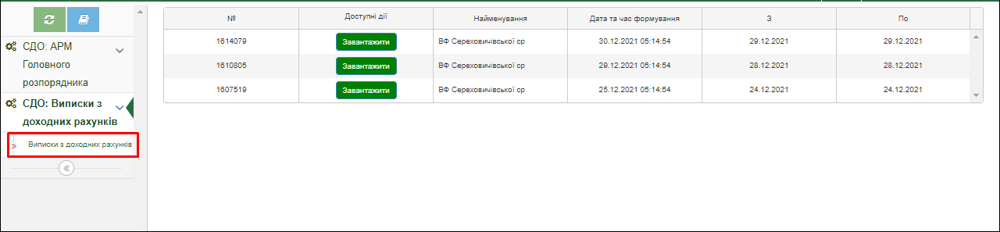 СДО: АРМ
Головного
розпорядника
СДО: Виписки з
доходних рахунків
Виписки з доходних рахунків
№ Доступні дії Найменування Дата та час формування З По
1614079 Завантажити ВФ Сереховичівської ср 30.12.2021 05:14:54 29.12.2021 29.12.2021
1610805 Завантажити ВФ Сереховичівської ср 29.12.2021 05:14:54 28.12.2021 28.12.2021
1607519 Завантажити ВФ Сереховичівської ср 25.12.2021 05:14:54 24.12.2021 24.12.2021